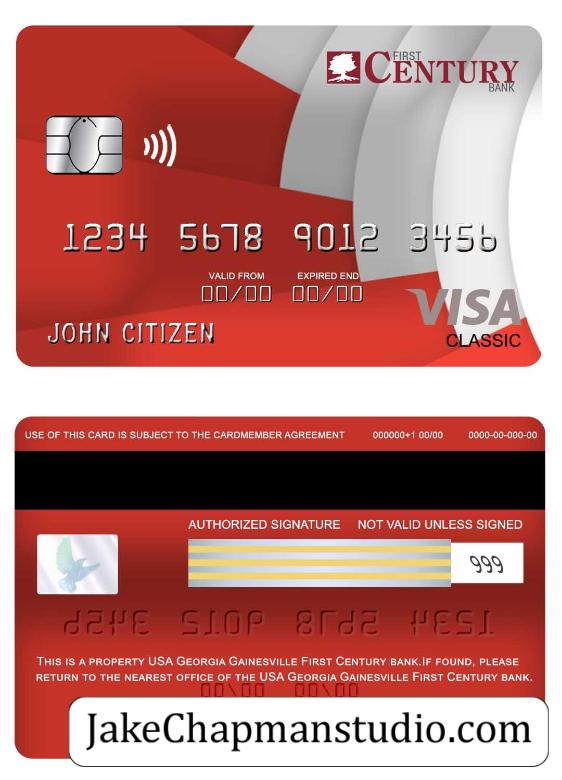 FIRST
CENTURY
BANK
1234 5678 9012 3456
VALID FROM EXPIRED END
00/00 00/00
JOHN CITIZEN
VISA
CLASSIC
USE OF THIS CARD IS SUBJECT TO THE CARDMEMBER AGREEMENT 000000+1 00/00 0000-00-000-00
AUTHORIZED SIGNATURE NOT VALID UNLESS SIGNED
999
THIS IS A PROPERTY USA GEORGIA GAINESVILLE FIRST CENTURY BANK.IF FOUND, PLEASE
RETURN TO THE NEAREST OFFICE OF THE USA GEORGIA GAINESVILLE FIRST CENTURY BANK.
JakeChapmanstudio.com